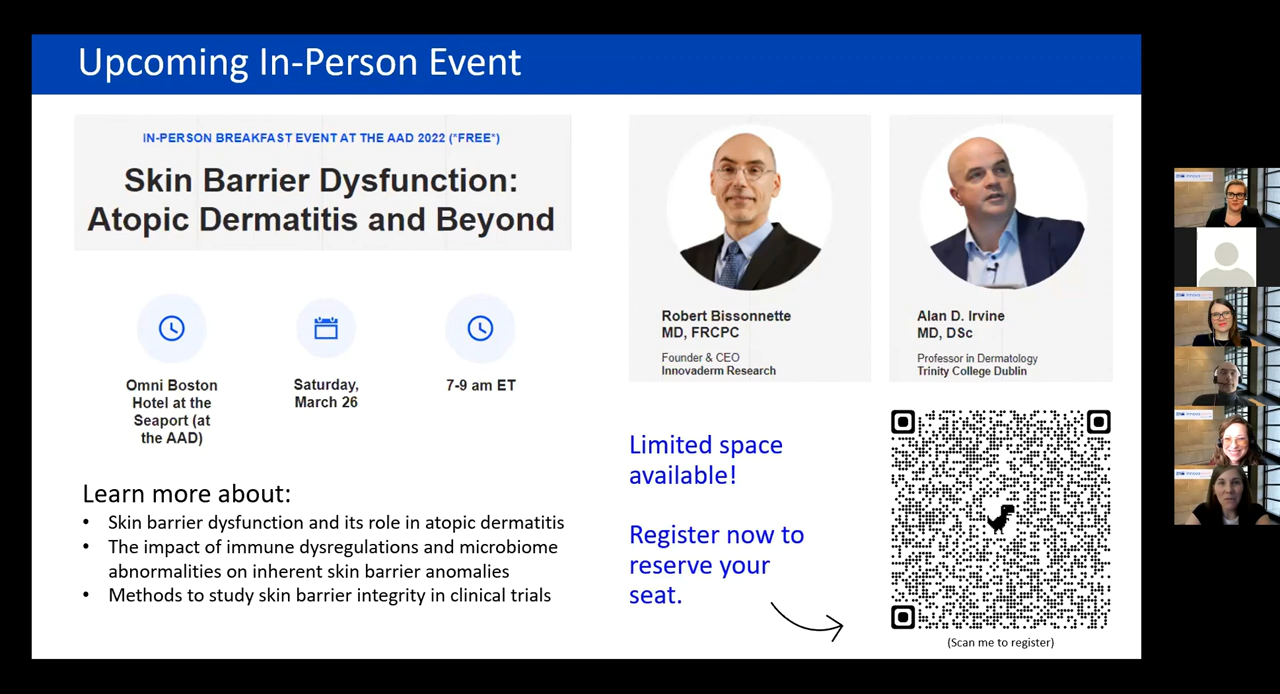 Upcoming In-Person Event
IN-PERSON BREAKFAST EVENT AT THE AAD 2022 (*FREE*)
Skin Barrier Dysfunction:
Atopic Dermatitis and Beyond
Omni Boston
Hotel at the
Seaport (at
the AAD)
Saturday,
March 26
7-9 am ET
Learn more about:
• Skin barrier dysfunction and its role in atopic dermatitis
• The impact of immune dysregulations and microbiome
abnormalities on inherent skin barrier anomalies
• Methods to study skin barrier integrity in clinical trials
Robert Bissonnette
MD, FRCPC
Founder & CEO
Innovaderm Research
Alan D. Irvine
MD, DSc
Professor in Dermatology
Trinity College Dublin
Limited space
available!
Register now to
reserve your
seat.
(Scan me to register)